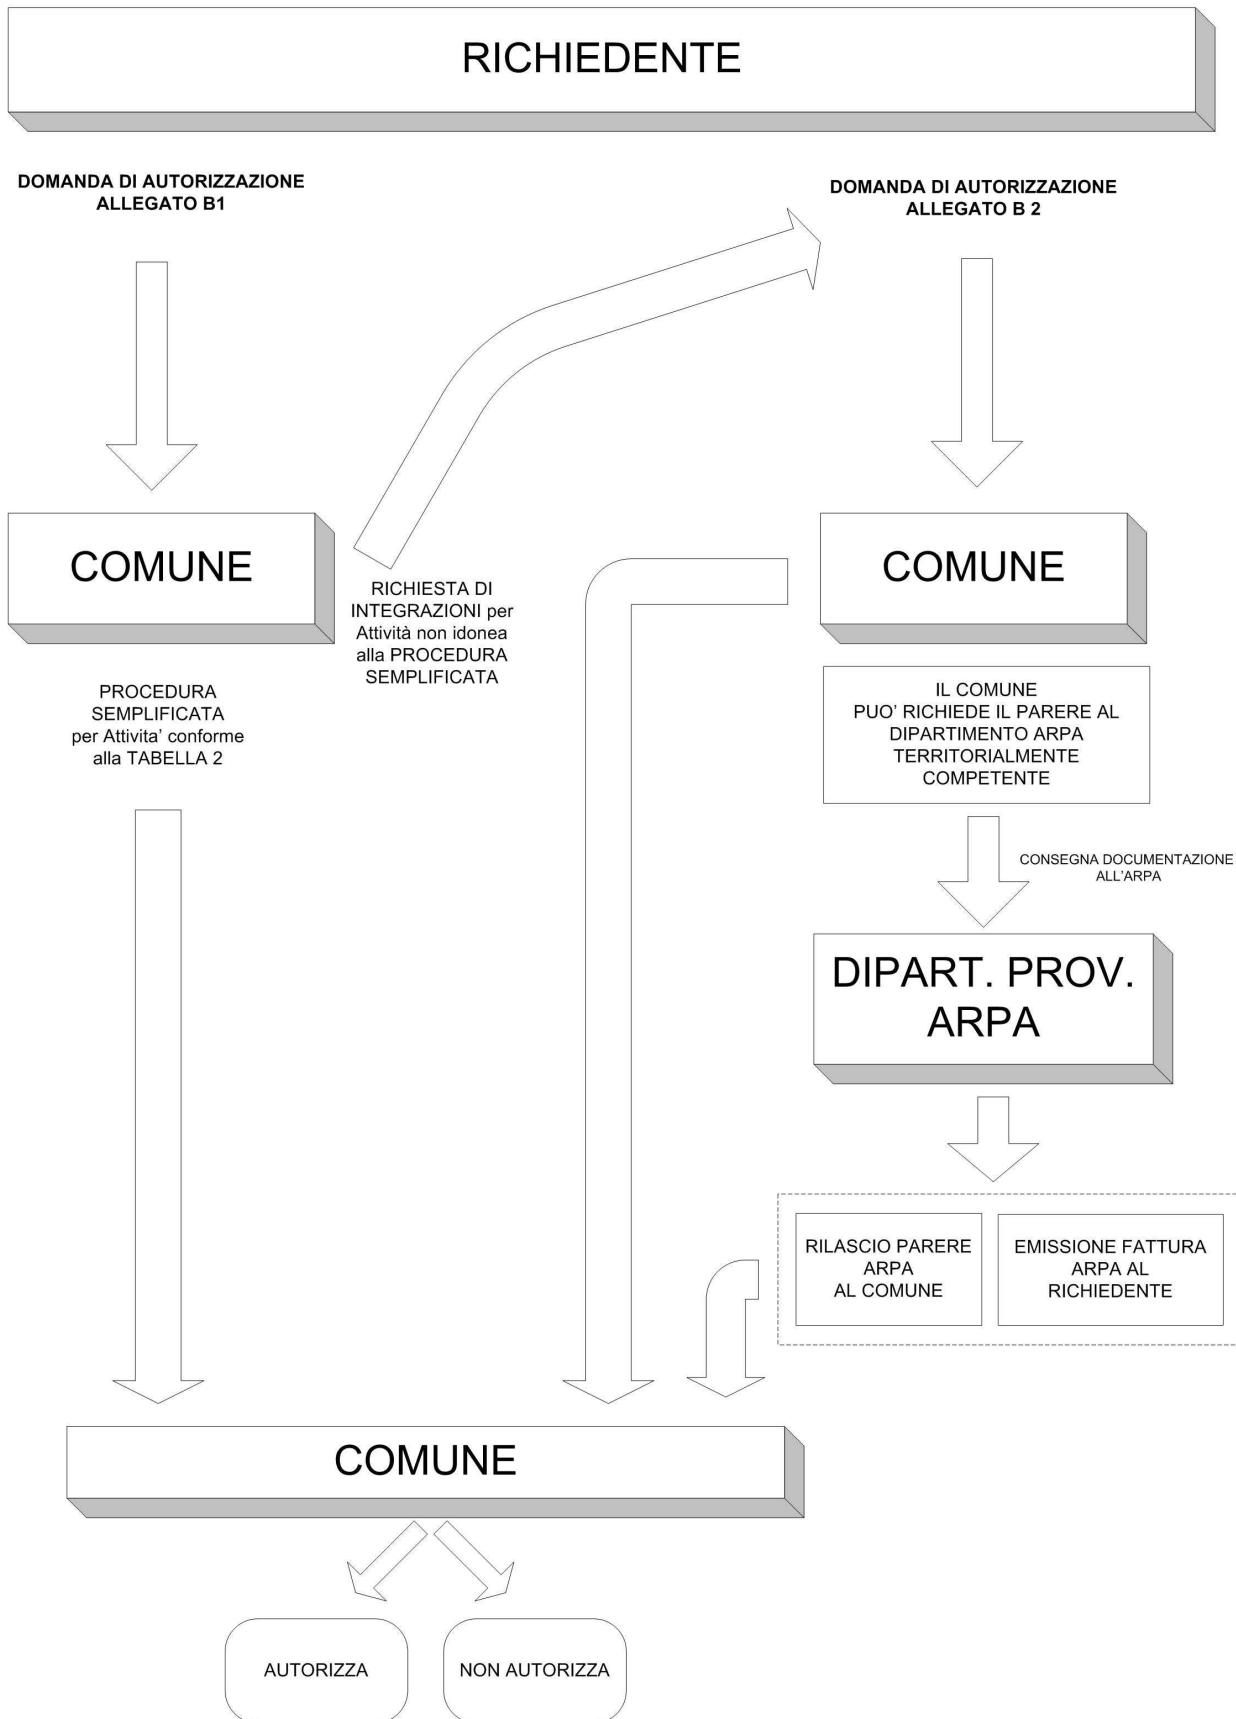 RICHIEDENTE
DOMANDA DI AUTORIZZAZIONE
ALLEGATO B1
DOMANDA DI AUTORIZZAZIONE
ALLEGATO B 2
COMUNE
RICHIESTA DI
INTEGRAZIONI per
Attività non idonea
alla PROCEDURA
SEMPLIFICATA
COMUNE
PROCEDURA
SEMPLIFICATA
per Attivita' conforme
alla TABELLA 2
IL COMUNE
PUO' RICHIEDE IL PARERE AL
DIPARTIMENTO ARPA
TERRITORIALMENTE
COMPETENTE
CONSEGNA DOCUMENTAZIONE
ALL'ARPA
DIPART. PROV.
ARPA
RILASCIO PARERE
ARPA
AL COMUNE
EMISSIONE FATTURA
ARPA AL
RICHIEDENTE
COMUNE
AUTORIZZA
NON AUTORIZZA